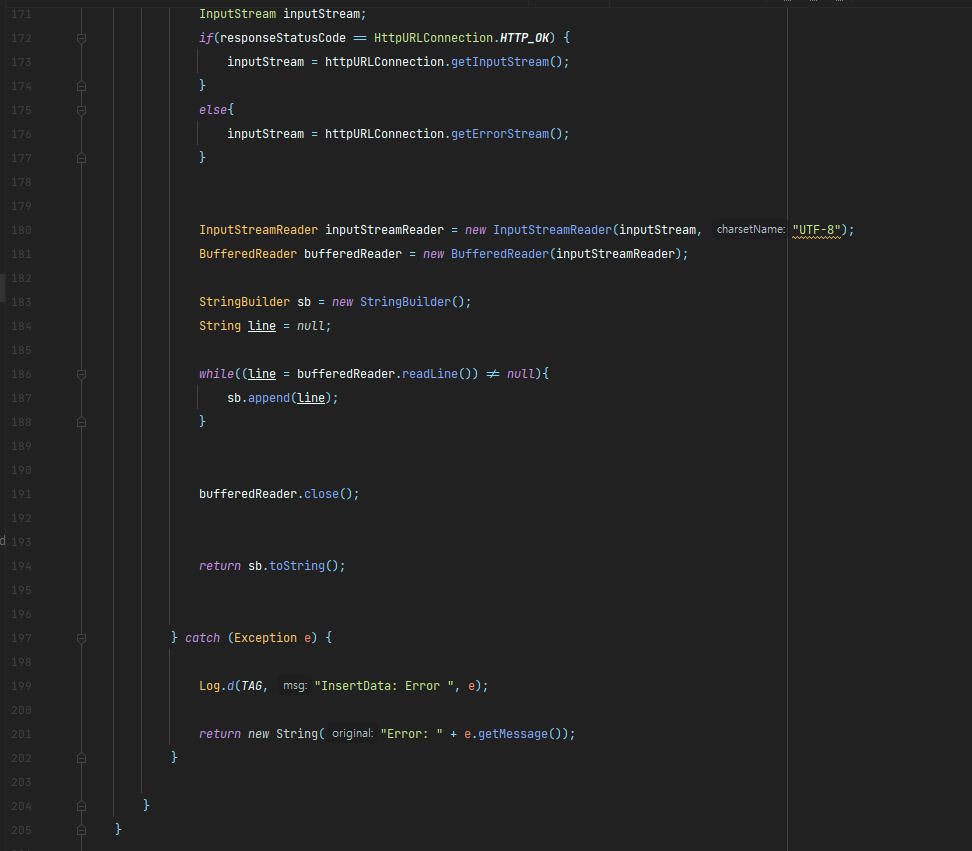 171 InputStream inputStream;
172 if(responseStatusCode == HttpURLConnection.HTTP_OK) {
173 inputStream = httpURLConnection.getInputStream();
174 }
175 else{
176 inputStream = httpURLConnection.getErrorStream();
177 }
178
179
180 InputStreamReader inputStreamReader = new InputStreamReader(inputStream, charsetName: "UTF-8");
181 BufferedReader bufferedReader = new BufferedReader(inputStreamReader);
182
183 StringBuilder sb = new StringBuilder();
184 String line = null;
185
186 while((line = bufferedReader.readLine()) != null){
187 sb.append(line);
188 }
189
190
191 bufferedReader.close();
192
d 193
194 return sb.toString();
195
196
197 } catch (Exception e) {
198
199 Log.d(TAG, msg: "InsertData: Error ", e);
200
201 return new String( original: "Error: " + e.getMessage());
202 }
203
204 }
205 }